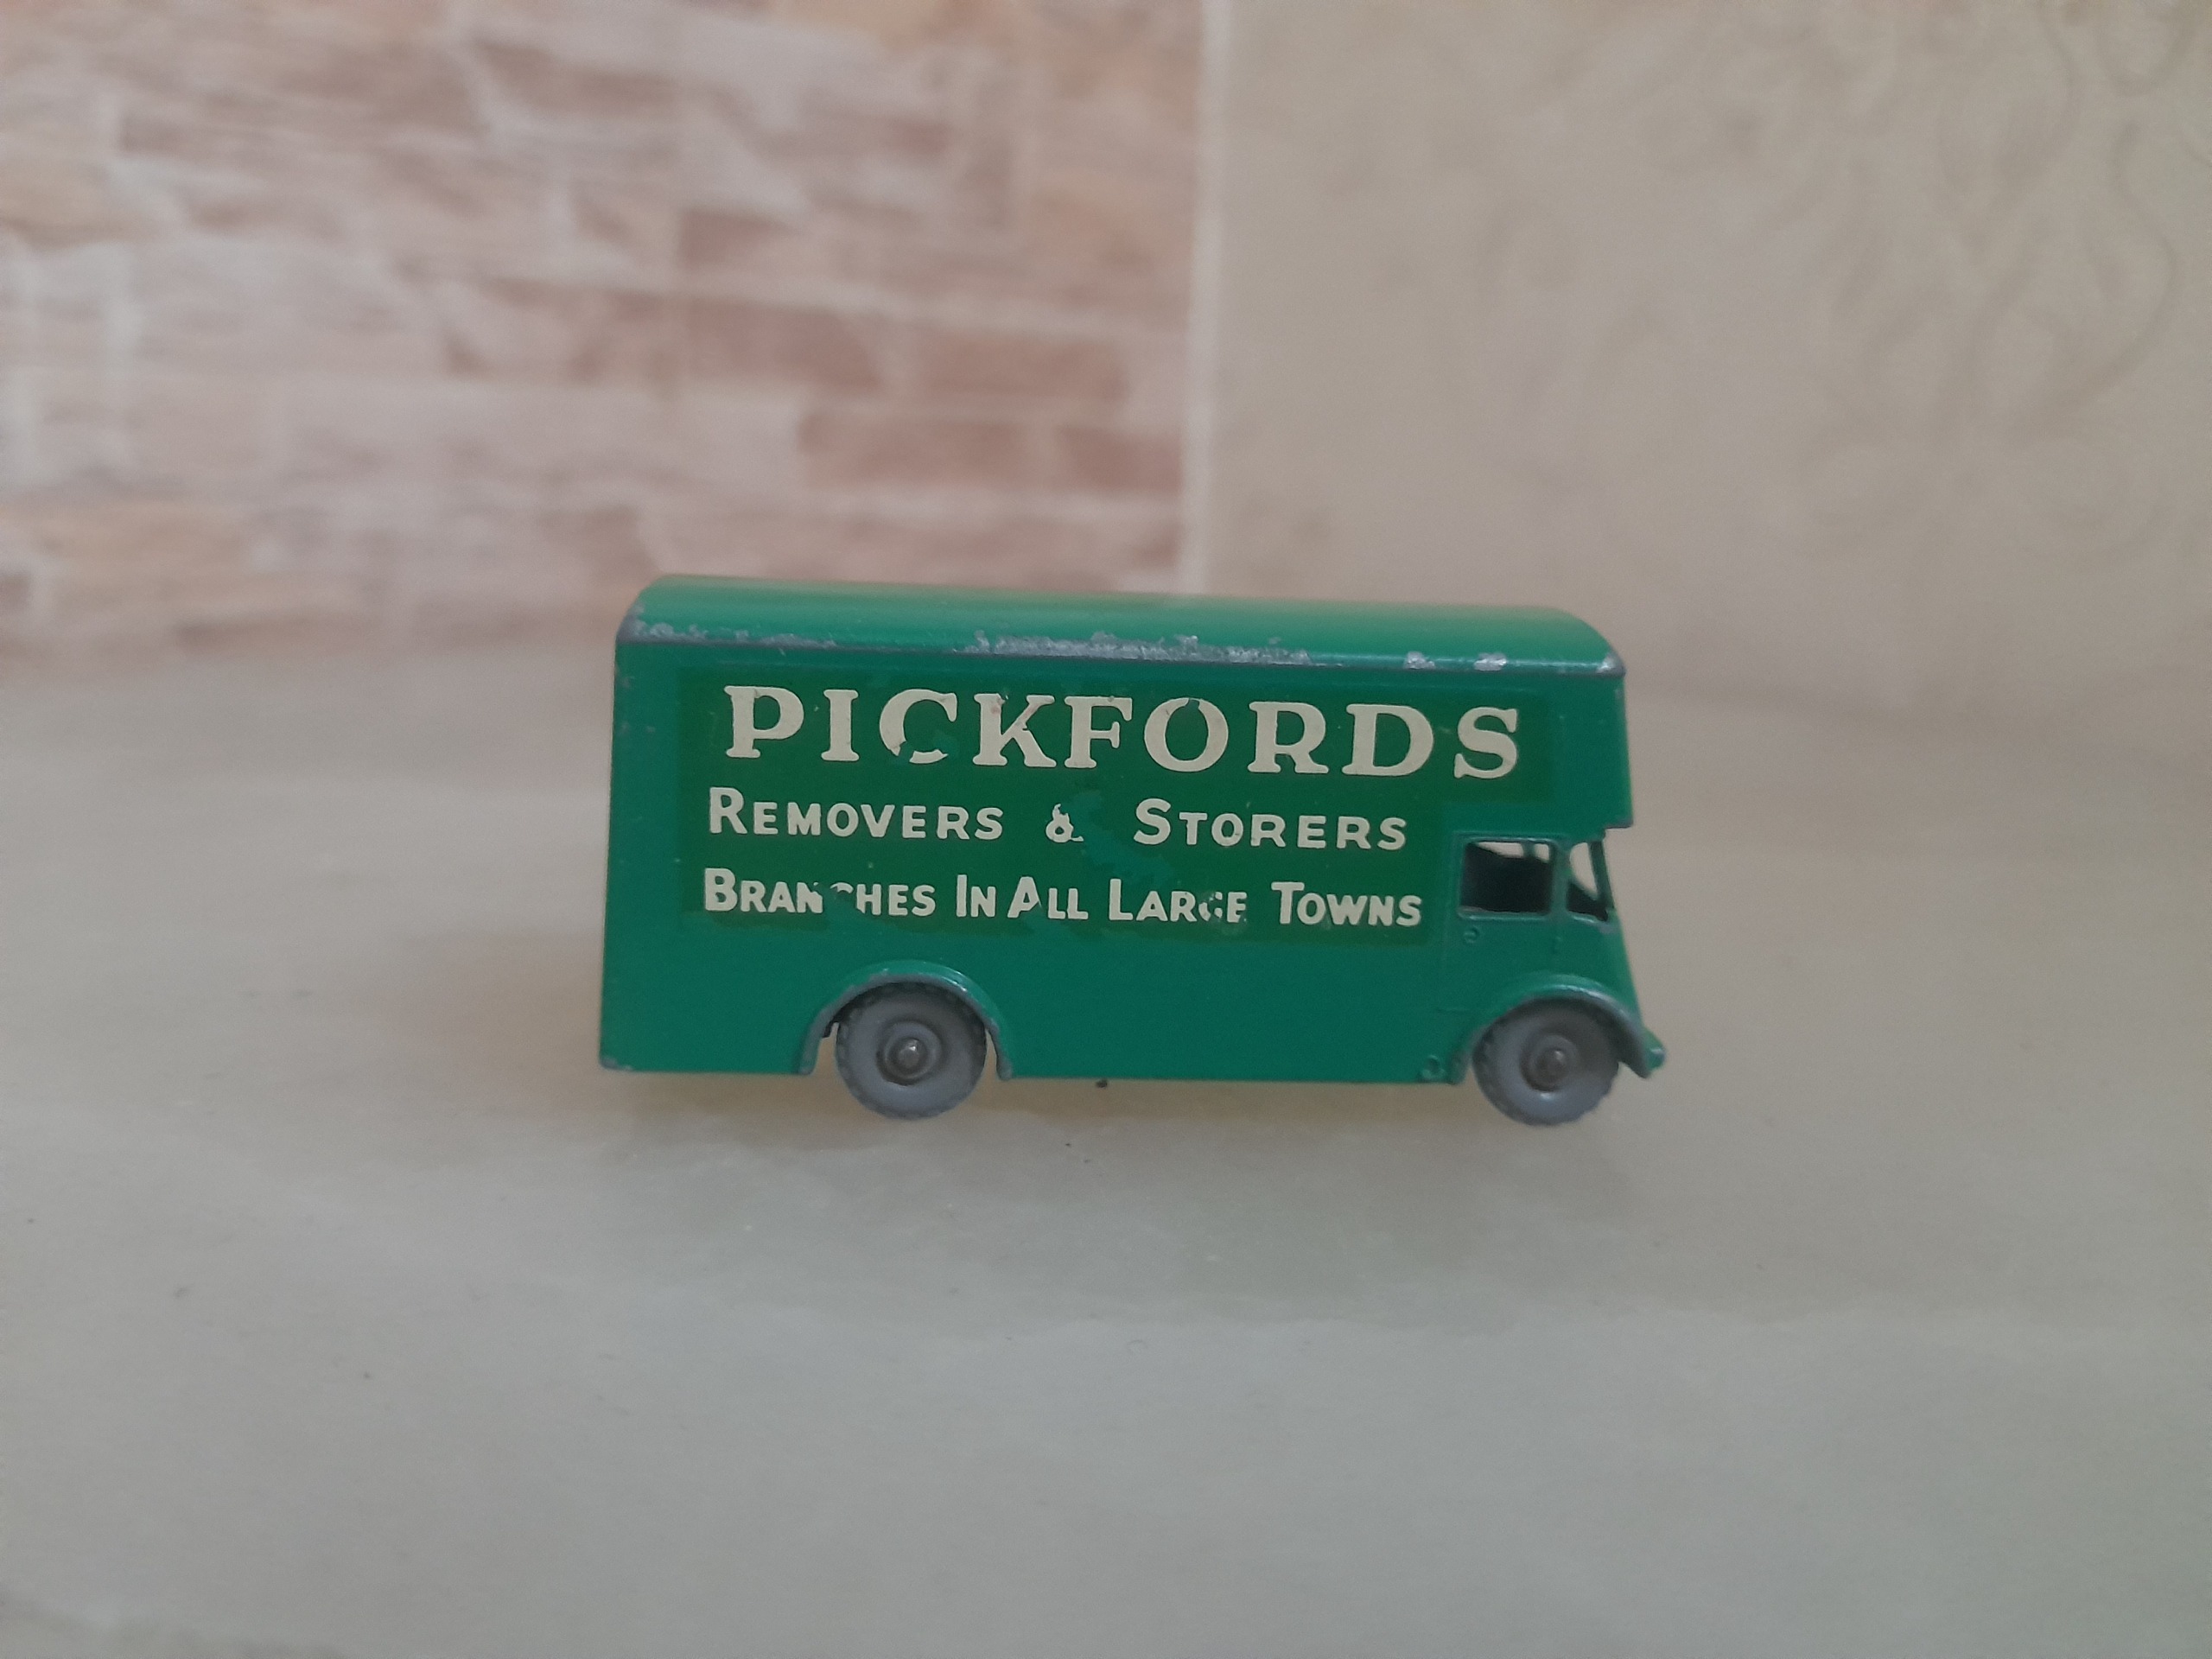 PICKFORDS
REMOVERS & STORERS
BRANCHES IN ALL LARGE TOWNS